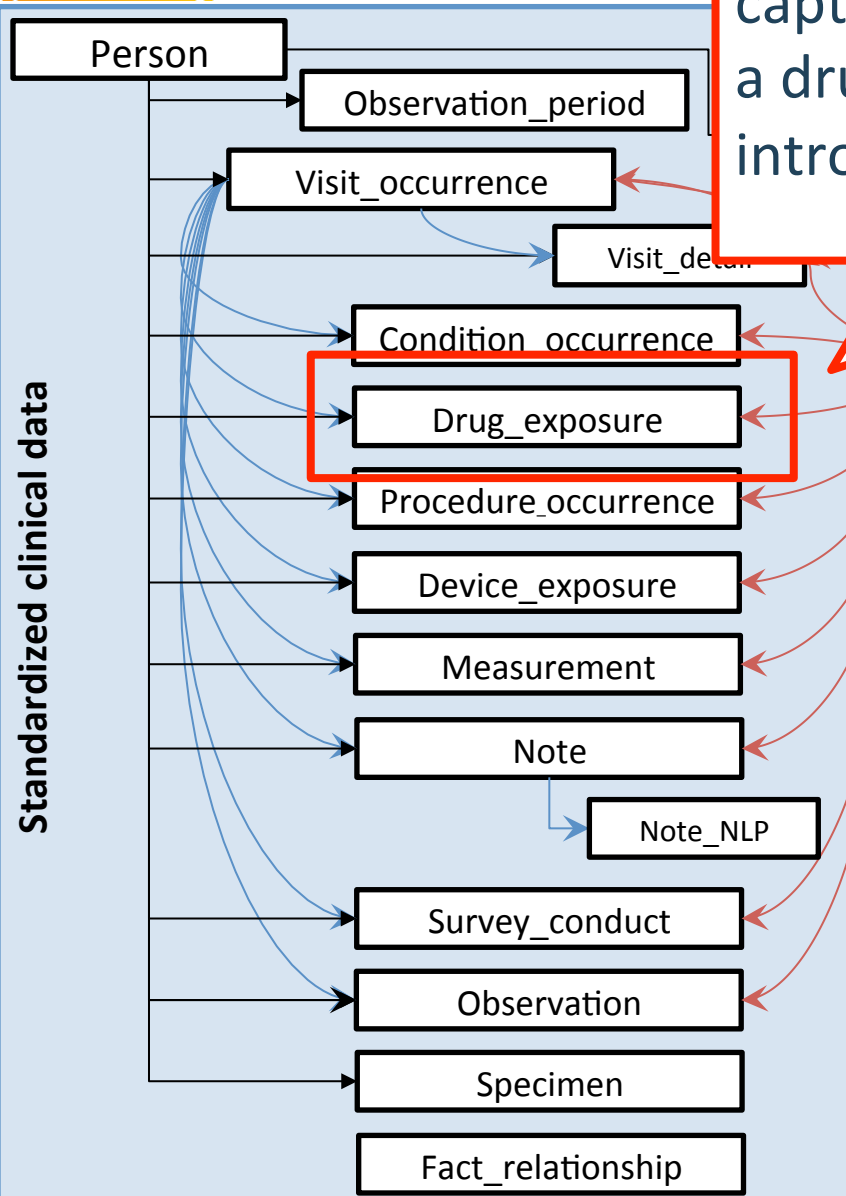 Person
Observation_period
Visit_occurrence
a
Condition_occurrence
Drug_exposure
Procedure_occurrence
Device_exposure
Measurement
Note
Note_NLP
Survey_conduct
Observation
Specimen
Fact_relationship
Standardized clinical data